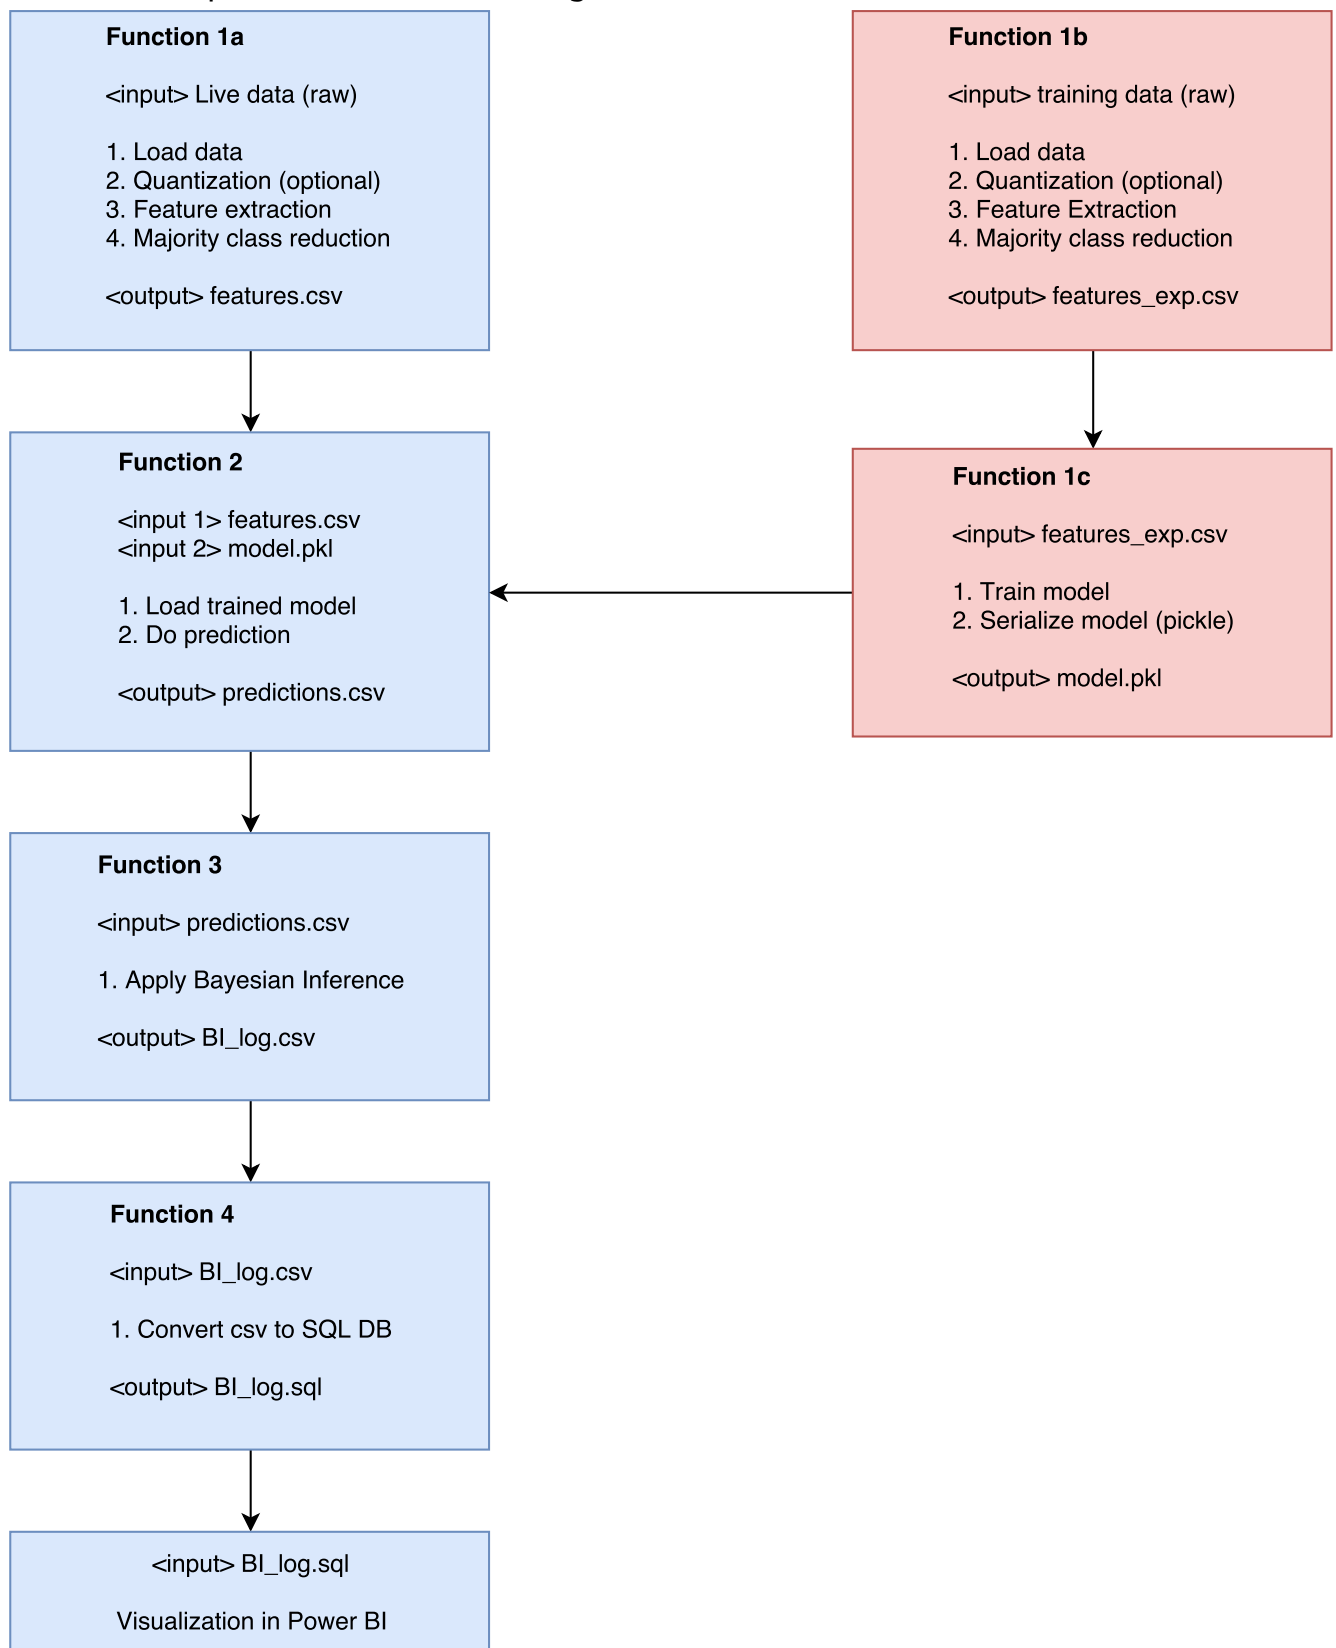 Function 1a
<input> Live data (raw)
1. Load data
2. Quantization (optional)
3. Feature extraction
4. Majority class reduction
<output> features.csv
Function 1b
<input> training data (raw)
1. Load data
2. Quantization (optional)
3. Feature Extraction
4. Majority class reduction
<output> features_exp.csv
Function 2
<input 1> features.csv
<input 2> model.pkl
1. Load trained model
2. Do prediction
<output> predictions.csv
Function 1c
<input> features_exp.csv
1. Train model
2. Serialize model (pickle)
<output> model.pkl
Function 3
<input> predictions.csv
1. Apply Bayesian Inference
<output> BI_log.csv
Function 4
<input> BI_log.csv
1. Convert csv to SQL DB
<output> BI_log.sql
<input> BI_log.sql
Visualization in Power BI